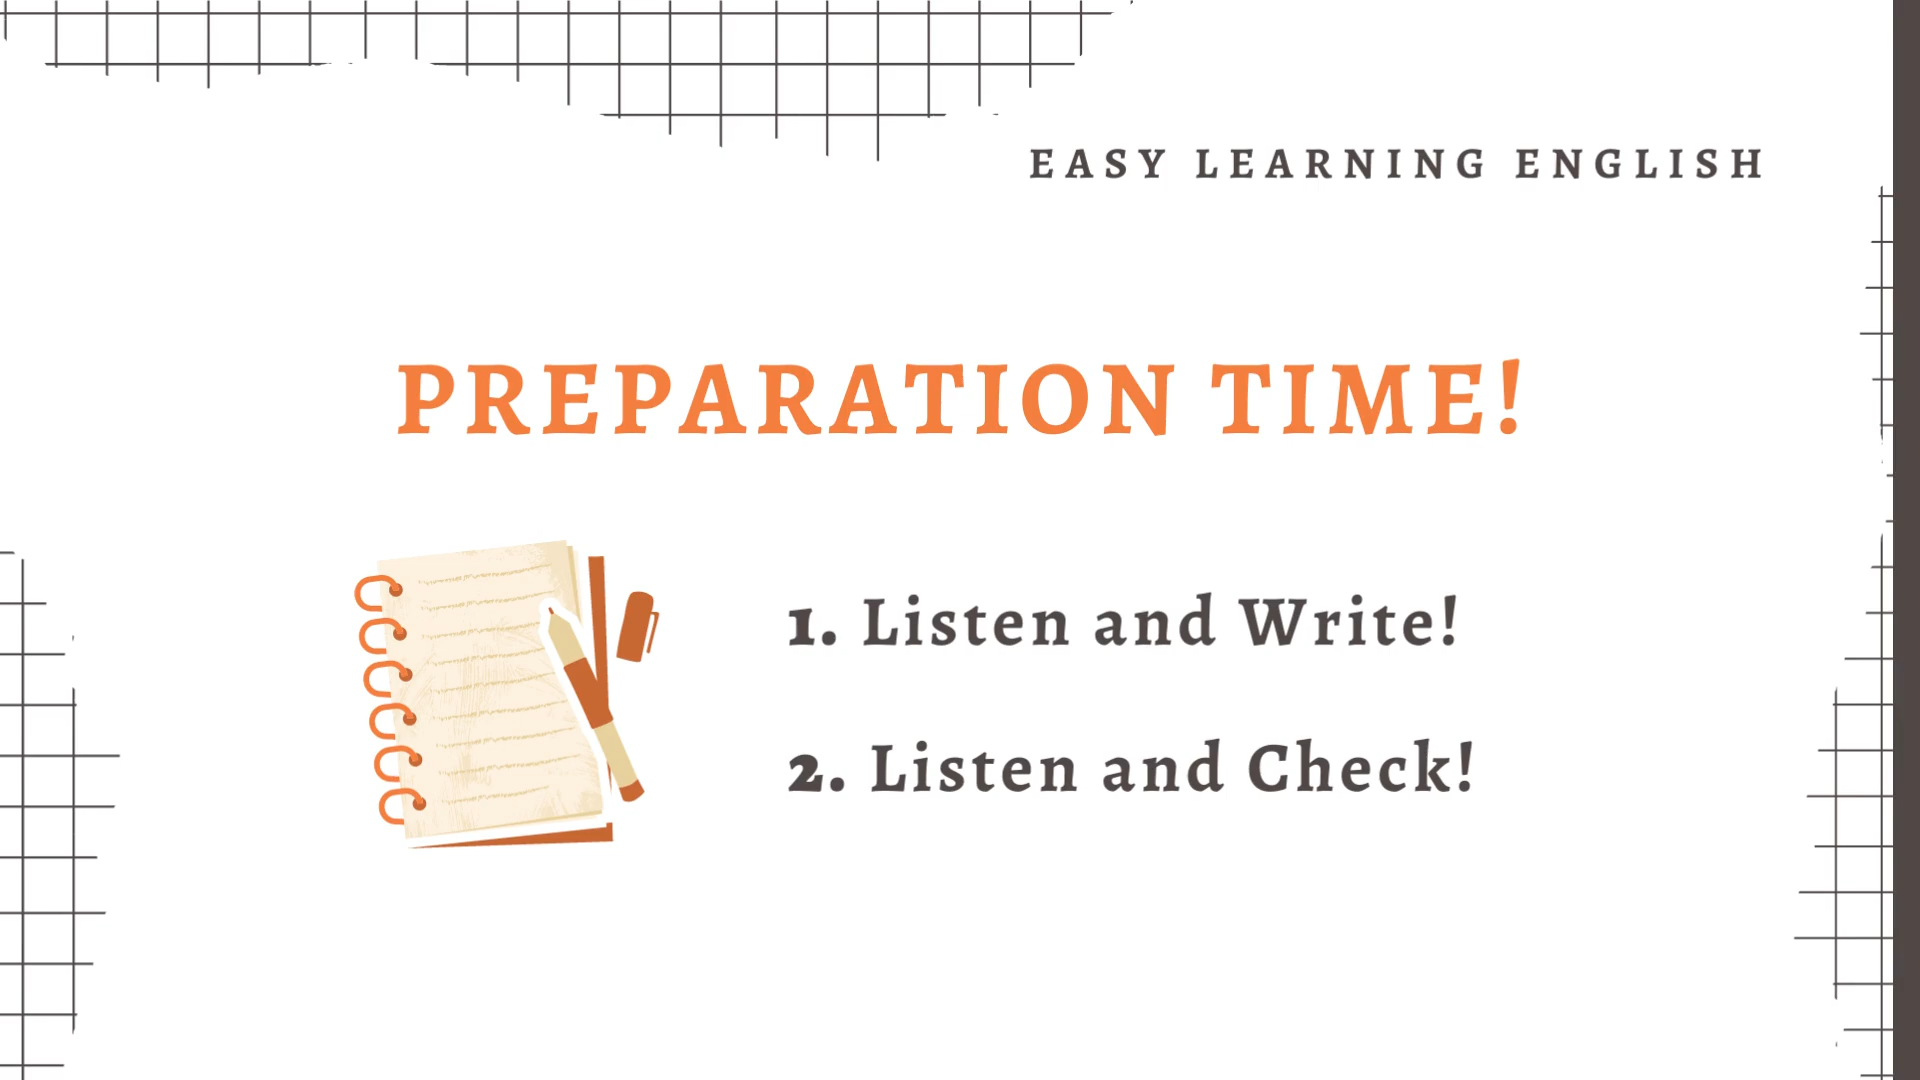 EASY LEARNING ENGLISH
PREPARATION TIME!
1. Listen and Write!
2. Listen and Check!